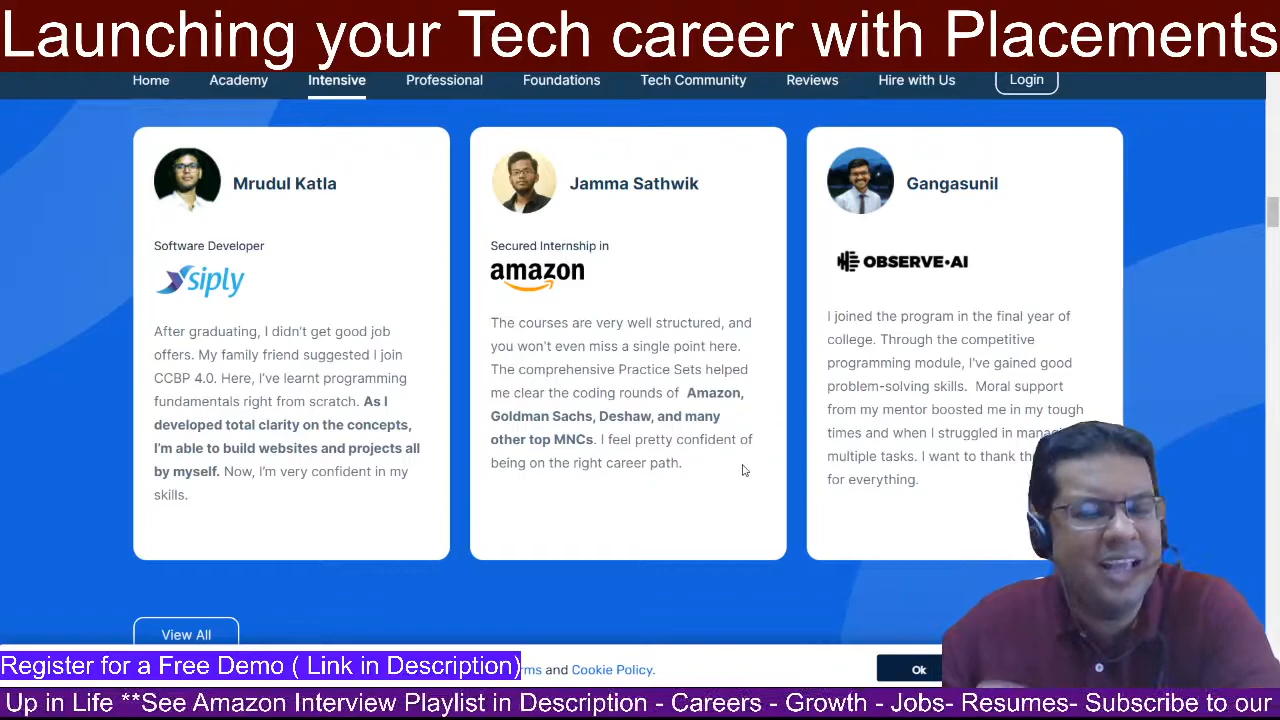 Launching your Tech career with Placements
Home Academy Intensive Professional Foundations Tech Community Reviews Hire with Us Login
Mrudul Katla
Software Developer
siply
After graduating, I didn't get good job
offers. My family friend suggested I join
CCBP 4.0. Here, I've learnt programming
fundamentals right from scratch. As I
developed total clarity on the concepts,
I'm able to build websites and projects all
by myself. Now, I'm very confident in my
skills.
Jamma Sathwik
Secured Internship in
amazon
The courses are very well structured, and
you won't even miss a single point here.
The comprehensive Practice Sets helped
me clear the coding rounds of Amazon,
Goldman Sachs, Deshaw, and many
other top MNCs. I feel pretty confident of
being on the right career path.
Gangasunil
OBSERVE•AI
I joined the program in the final year of
college. Through the competitive
programming module, I've gained good
problem-solving skills. Moral support
from my mentor boosted me in my tough
times and when I struggled in
multiple tasks. I want to thank
for everything.
View All
Register for a Free Demo ( Link in Description)
and Cookie Policy.
Ok
Up in Life **See Amazon Interview Playlist in Description - Careers - Growth - Jobs- Resumes- Subscribe to our